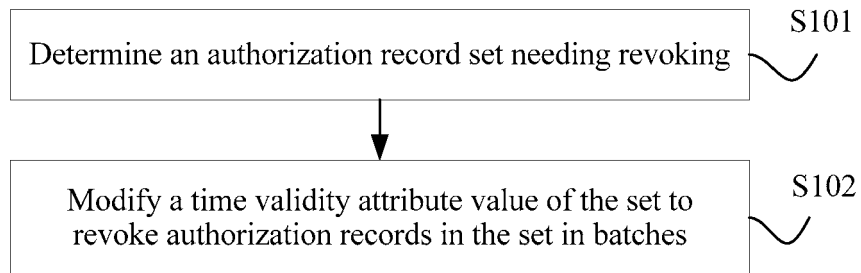 S101
Determine an authorization record set needing revoking
S102
Modify a time validity attribute value of the set to
revoke authorization records in the set in batches